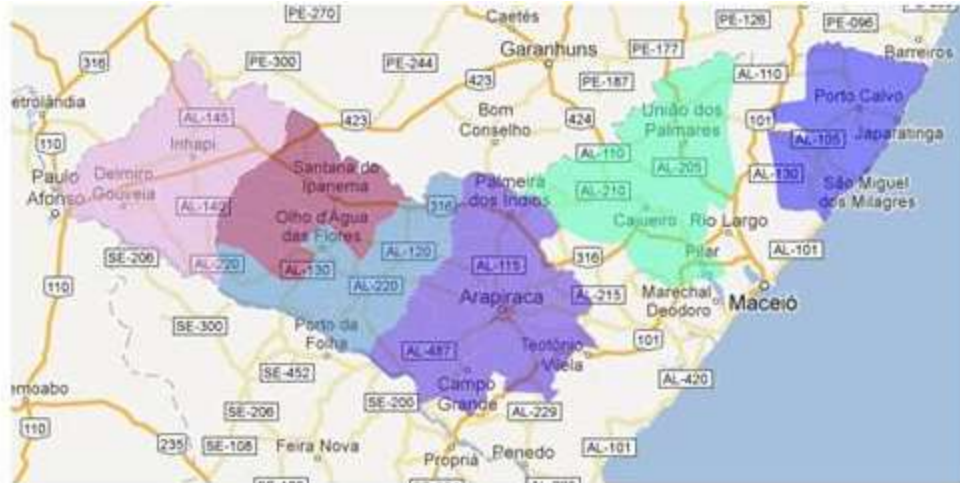 PE-270
Caetés
PE-126
PE-096
Garanhuns
PE-177
Barreiros
316
PE-300
PE-244
423
PE-187
AL-110
Porto Calvo
etrolândia
AL-145
423
Bom
Conselho
424
União dos
Palmares
101
AL-105
Japaratinga
110
Inhapi
Santana do
Ipanema
AL-110
AL-205
AL-130
Paulo
Afonso
Delmiro
Gouveia
AL-140
316
Palmeira
dos Índios
AL-210
São Miguel
dos Milagres
Olho d'Água
das Flores
Cajueiro
Rio Largo
SE-206
AL-220
AL-130
AL-120
AL-115
316
Pilar
AL-101
110
AL-220
Arapiraca
AL-215
Marechal
Deodoro
Maceió
SE-300
Porto da
Folha
AL-487
Teotônio
Vilela
101
SE-452
Campo
Grande
AL-420
emoabo
SE-206
SE-200
AL-229
110
235
SE-108
Feira Nova
Propriá
Penedo
AL-101